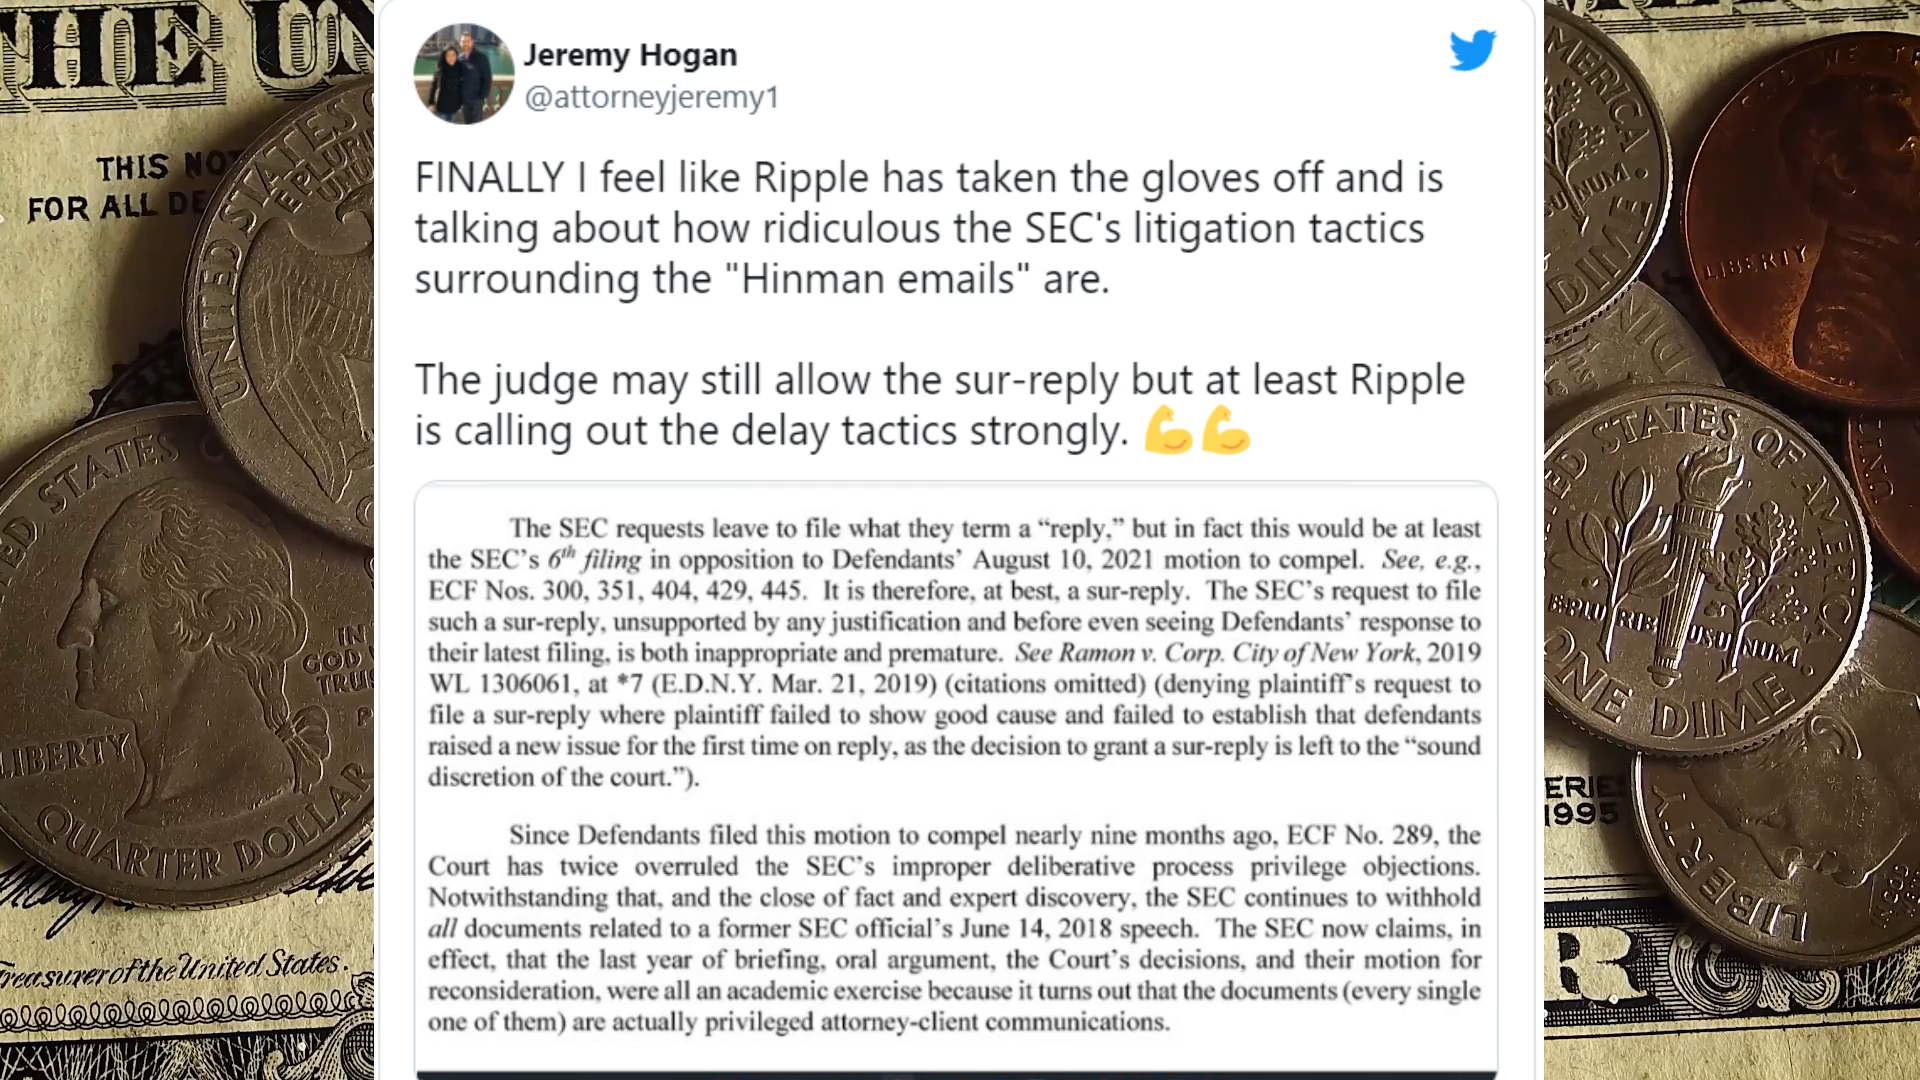 Jeremy Hogan
@attorneyjeremy1
FINALLY I feel like Ripple has taken the gloves off and is
talking about how ridiculous the SEC's litigation tactics
surrounding the "Hinman emails" are.
The judge may still allow the sur-reply but at least Ripple
is calling out the delay tactics strongly. 💪💪
The SEC requests leave to file what they term a “reply,” but in fact this would be at least
the SEC’s 6th filing in opposition to Defendants’ August 10, 2021 motion to compel. See, e.g.,
ECF Nos. 300, 351, 404, 429, 445. It is therefore, at best, a sur-reply. The SEC’s request to file
such a sur-reply, unsupported by any justification and before even seeing Defendants’ response to
their latest filing, is both inappropriate and premature. See Ramon v. Corp. City of New York, 2019
WL 1306061, at *7 (E.D.N.Y. Mar. 21, 2019) (citations omitted) (denying plaintiff’s request to
file a sur-reply where plaintiff failed to show good cause and failed to establish that defendants
raised a new issue for the first time on reply, as the decision to grant a sur-reply is left to the “sound
discretion of the court.”).
Since Defendants filed this motion to compel nearly nine months ago, ECF No. 289, the
Court has twice overruled the SEC’s improper deliberative process privilege objections.
Notwithstanding that, and the close of fact and expert discovery, the SEC continues to withhold
all documents related to a former SEC official’s June 14, 2018 speech. The SEC now claims, in
effect, that the last year of briefing, oral argument, the Court’s decisions, and their motion for
reconsideration, were all an academic exercise because it turns out that the documents (every single
one of them) are actually privileged attorney-client communications.
THIS NO
FOR ALL DE
UNITED STATES
LIBERTY
QUARTER DOLLAR
Treasurer of the United States.
DIME
LIBERTY
STATES OF AMERICA
ONE DIME
1995
LIBERTY